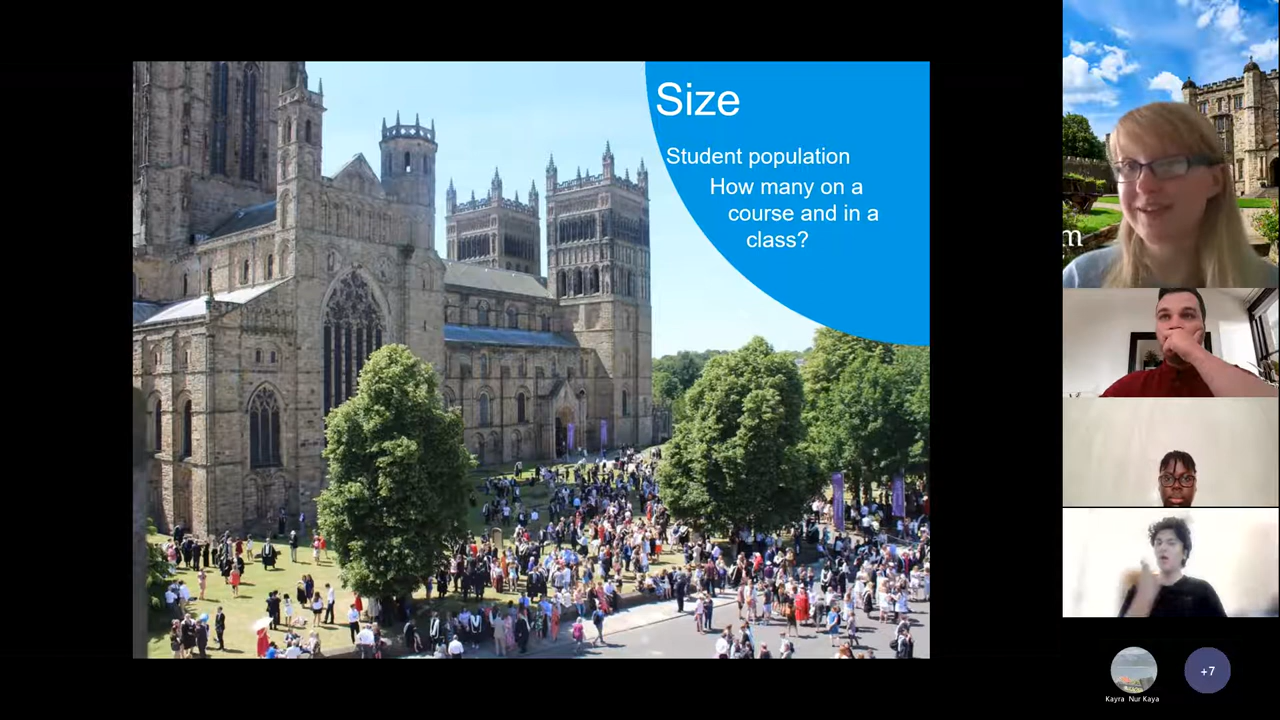 Size
Student population
How many on a
course and in a
class?
m
Kayra Nur Kaya
+7